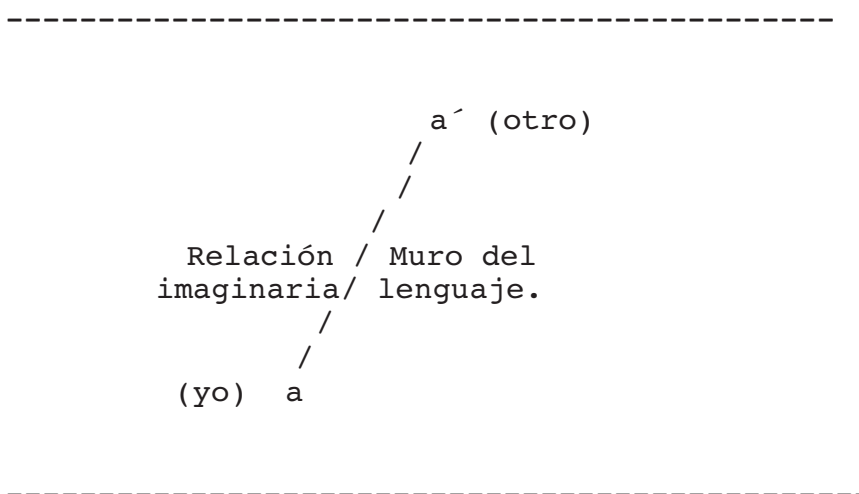 a´ (otro)
Relación / Muro del
imaginaria/ lenguaje.
(yo) a